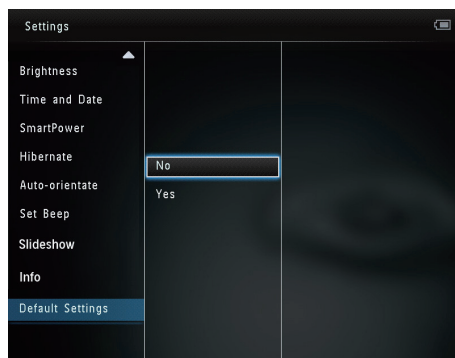 Settings
Brightness
Time and Date
SmartPower
Hibernate
Auto-orientate
Set Beep
Slideshow
Info
Default Settings
No
Yes